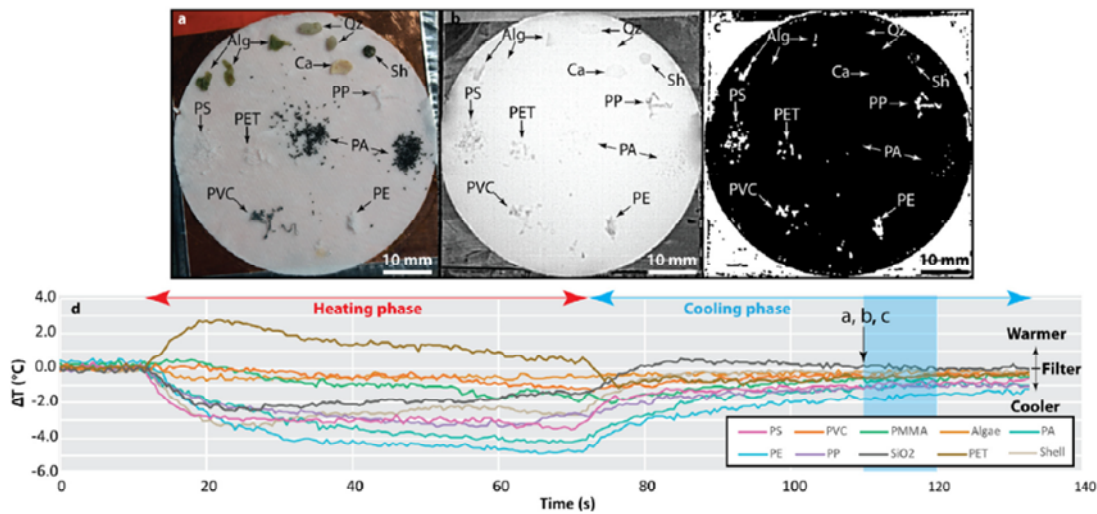 a
Qz
Alg
Ca
Sh
PP
PS
PET
PA
PVC
PE
10 mm
b
Qz
Alg
Ca
Sh
PS
PP
PET
PA
PVC
PE
10 mm
c
Qz
Alg
Ca
Sh
PS
PP
PET
PA
PVC
PE
10 mm
d
Heating phase
Cooling phase
a, b, c
Warmer
Filter
Cooler
ΔT (°C)
4.0
2.0
0.0
-2.0
-4.0
-6.0
PS PVC PMMA Algae PA
PE PP SiO2 PET Shell
0 20 40 60 80 100 120 140
Time (s)